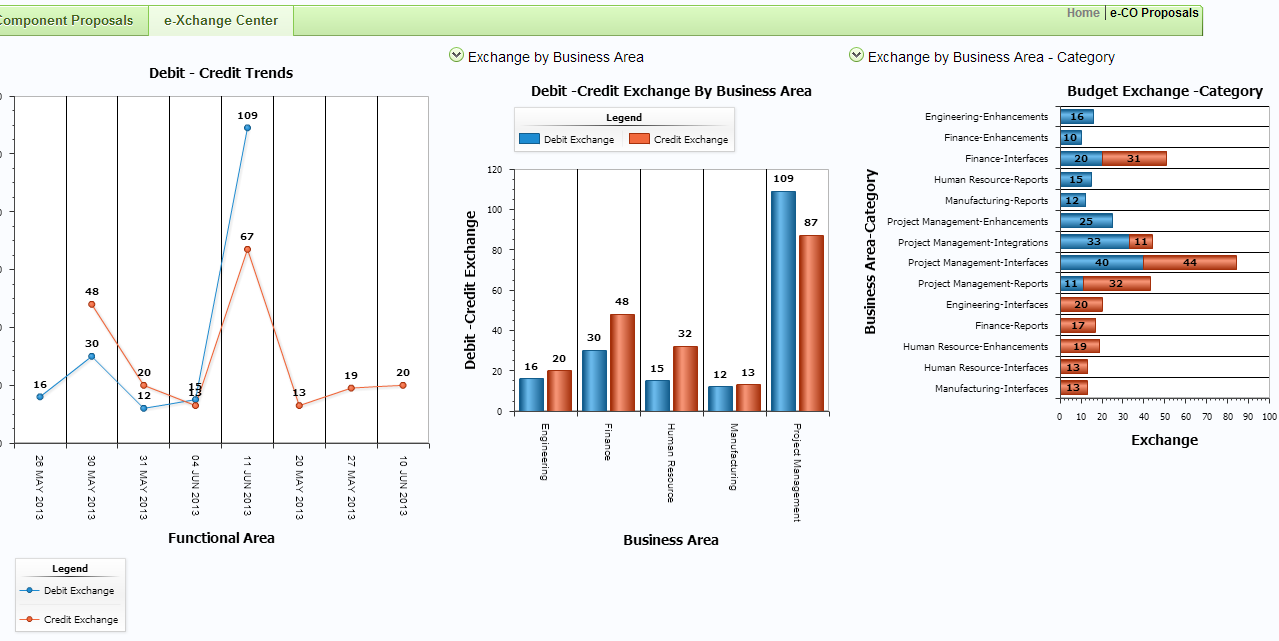 Component Proposals
e-Xchange Center
Home | e-CO Proposals
Debit - Credit Trends
109
67
48
30
20
12
16
15
13
13
19
20
26 MAY 2013
30 MAY 2013
31 MAY 2013
04 JUN 2013
11 JUN 2013
20 MAY 2013
27 MAY 2013
10 JUN 2013
Functional Area
Legend
Debit Exchange
Credit Exchange
Exchange by Business Area
Debit -Credit Exchange By Business Area
Legend
Debit Exchange Credit Exchange
Debit -Credit Exchange
120
100
80
60
40
20
0
16 20
30 48
15 32
12 13
109 87
Engineering
Finance
Human Resource
Manufacturing
Project Management
Business Area
Exchange by Business Area - Category
Budget Exchange -Category
Business Area-Category
Engineering-Enhancements 16
Finance-Enhancements 10
Finance-Interfaces 20 31
Human Resource-Reports 15
Manufacturing-Reports 12
Project Management-Enhancements 25
Project Management-Integrations 33 11
Project Management-Interfaces 40 44
Project Management-Reports 11 32
Engineering-Interfaces 20
Finance-Reports 17
Human Resource-Enhancements 19
Human Resource-Interfaces 13
Manufacturing-Interfaces 13
0 10 20 30 40 50 60 70 80 90 100
Exchange